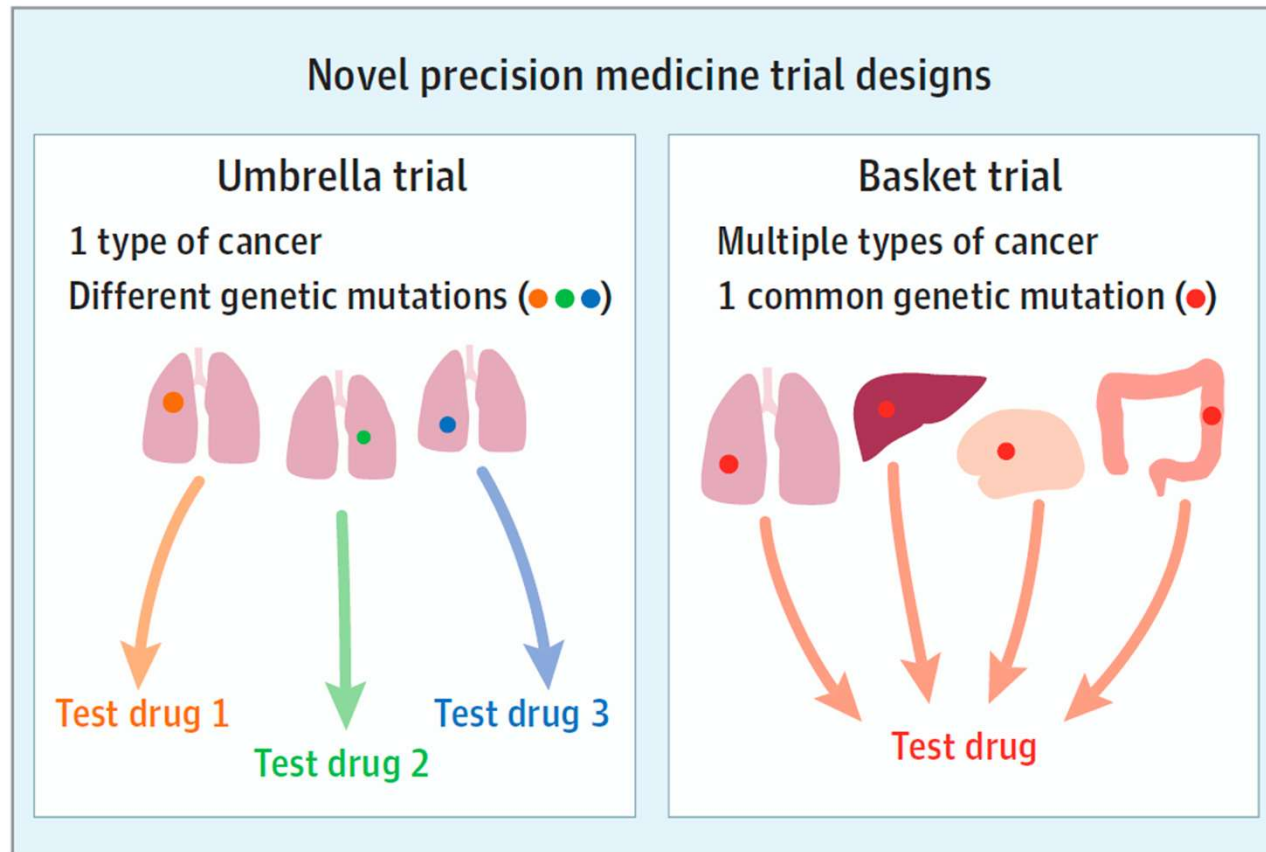 Novel precision medicine trial designs
Umbrella trial
1 type of cancer
Different genetic mutations (●●●)
Test drug 1
Test drug 2
Test drug 3
Basket trial
Multiple types of cancer
1 common genetic mutation (●)
Test drug